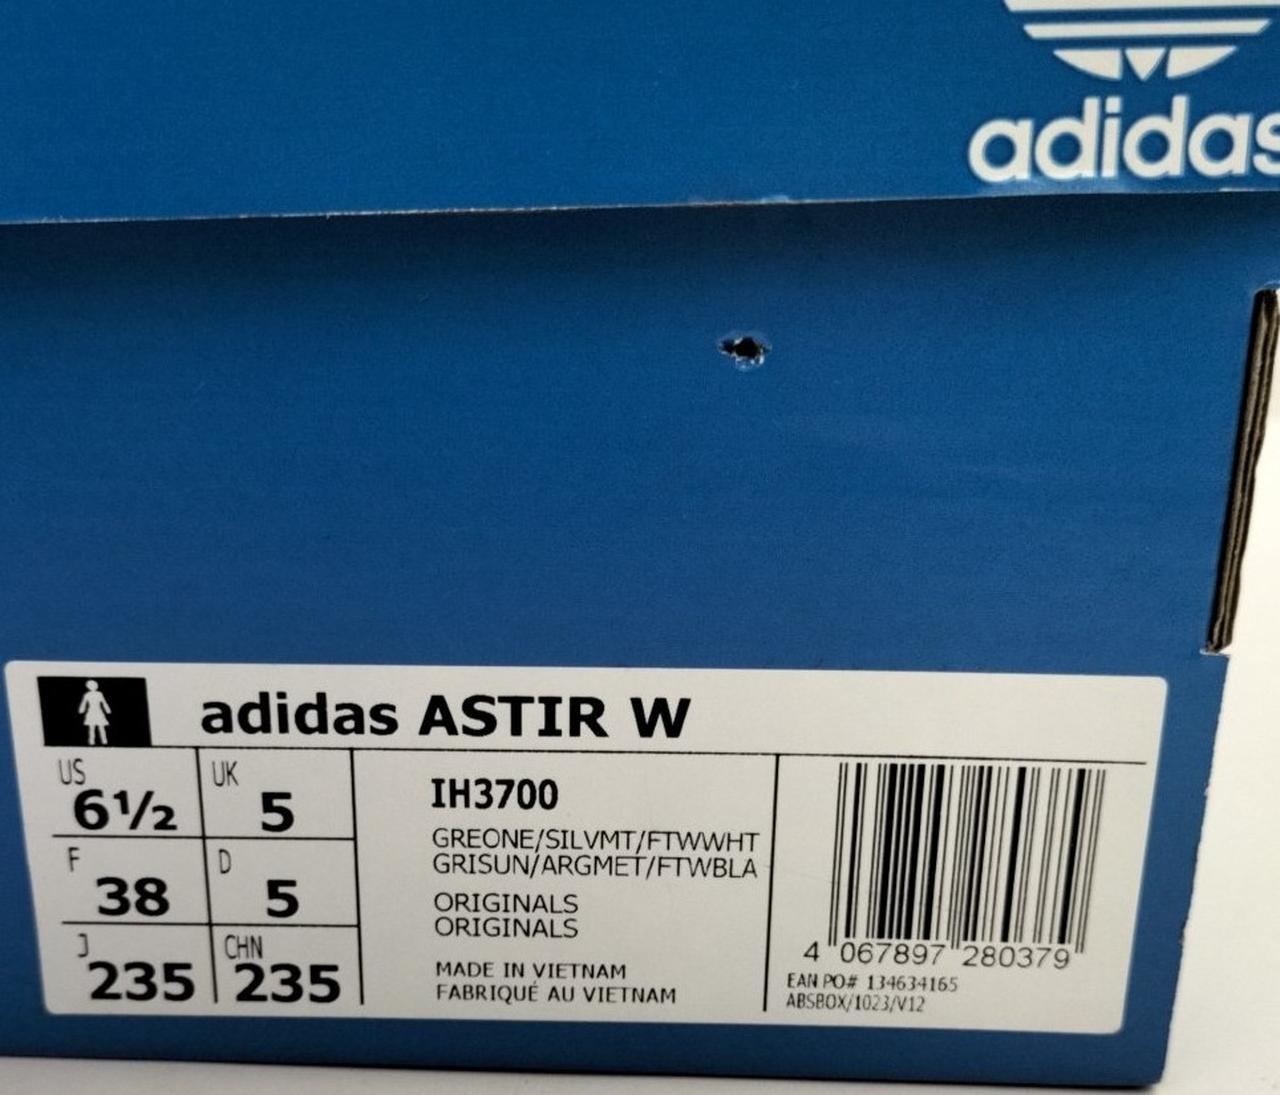 adidas
adidas ASTIR W
US 6½ UK 5
F 38 D 5
J 235 CHN 235
IH3700
GREONE/SILVMT/FTWWHT
GRISUN/ARGMET/FTWBLA
ORIGINALS
ORIGINALS
MADE IN VIETNAM
FABRIQUÉ AU VIETNAM
4 067897 280379
EAN PO# 134634165
ABSBOX/1023/V12